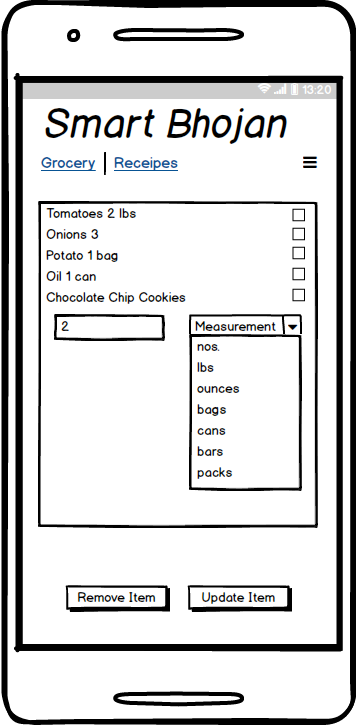 13:20
Smart Bhojan
Grocery Receipes
Tomatoes 2 lbs
Onions 3
Potato 1 bag
Oil 1 can
Chocolate Chip Cookies
2 Measurement
nos.
lbs
ounces
bags
cans
bars
packs
Remove Item Update Item